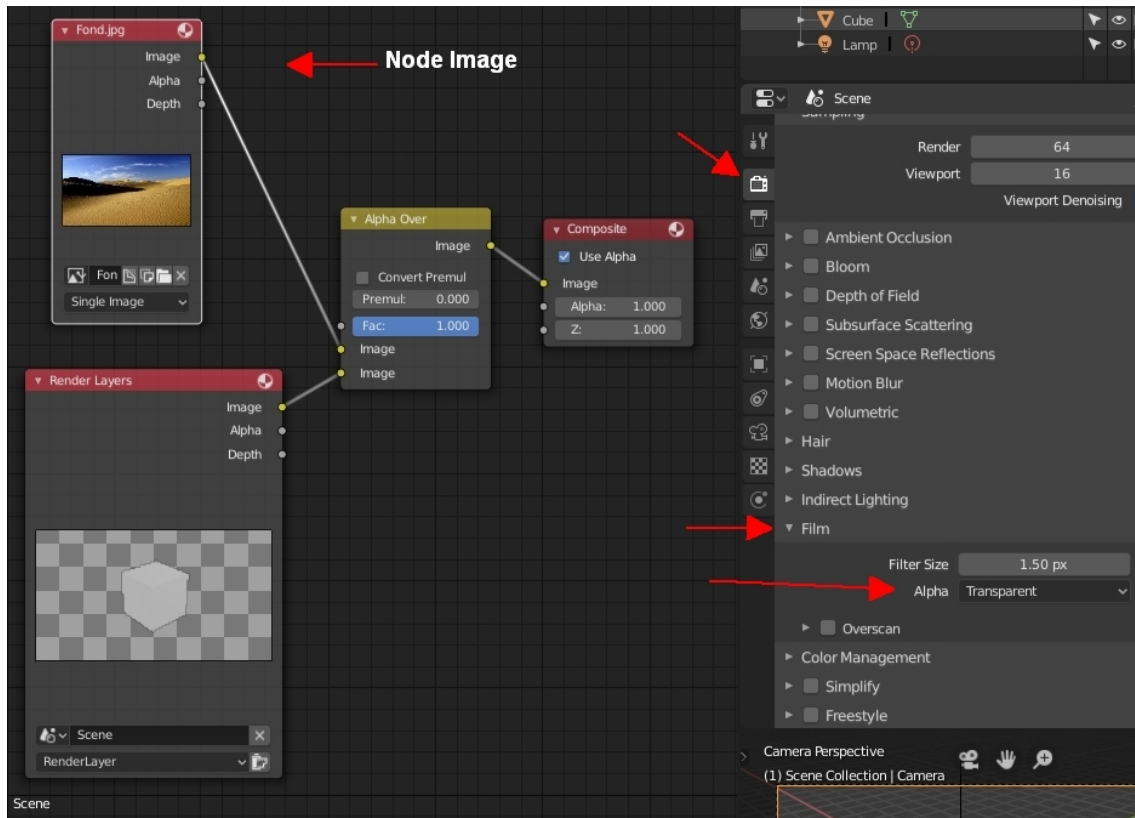 Fond.jpg
Image
Alpha
Depth
Fon
Single Image
Node Image
Alpha Over
Image
Convert Premul
Premul: 0.000
Fac: 1.000
Image
Image
Composite
Use Alpha
Image
Alpha: 1.000
Z: 1.000
Render Layers
Image
Alpha
Depth
Scene
RenderLayer
Scene
Cube
Lamp
Scene
Sampling
Render 64
Viewport 16
Viewport Denoising
Ambient Occlusion
Bloom
Depth of Field
Subsurface Scattering
Screen Space Reflections
Motion Blur
Volumetric
Hair
Shadows
Indirect Lighting
Film
Filter Size 1.50 px
Alpha Transparent
Overscan
Color Management
Simplify
Freestyle
Camera Perspective
(1) Scene Collection | Camera